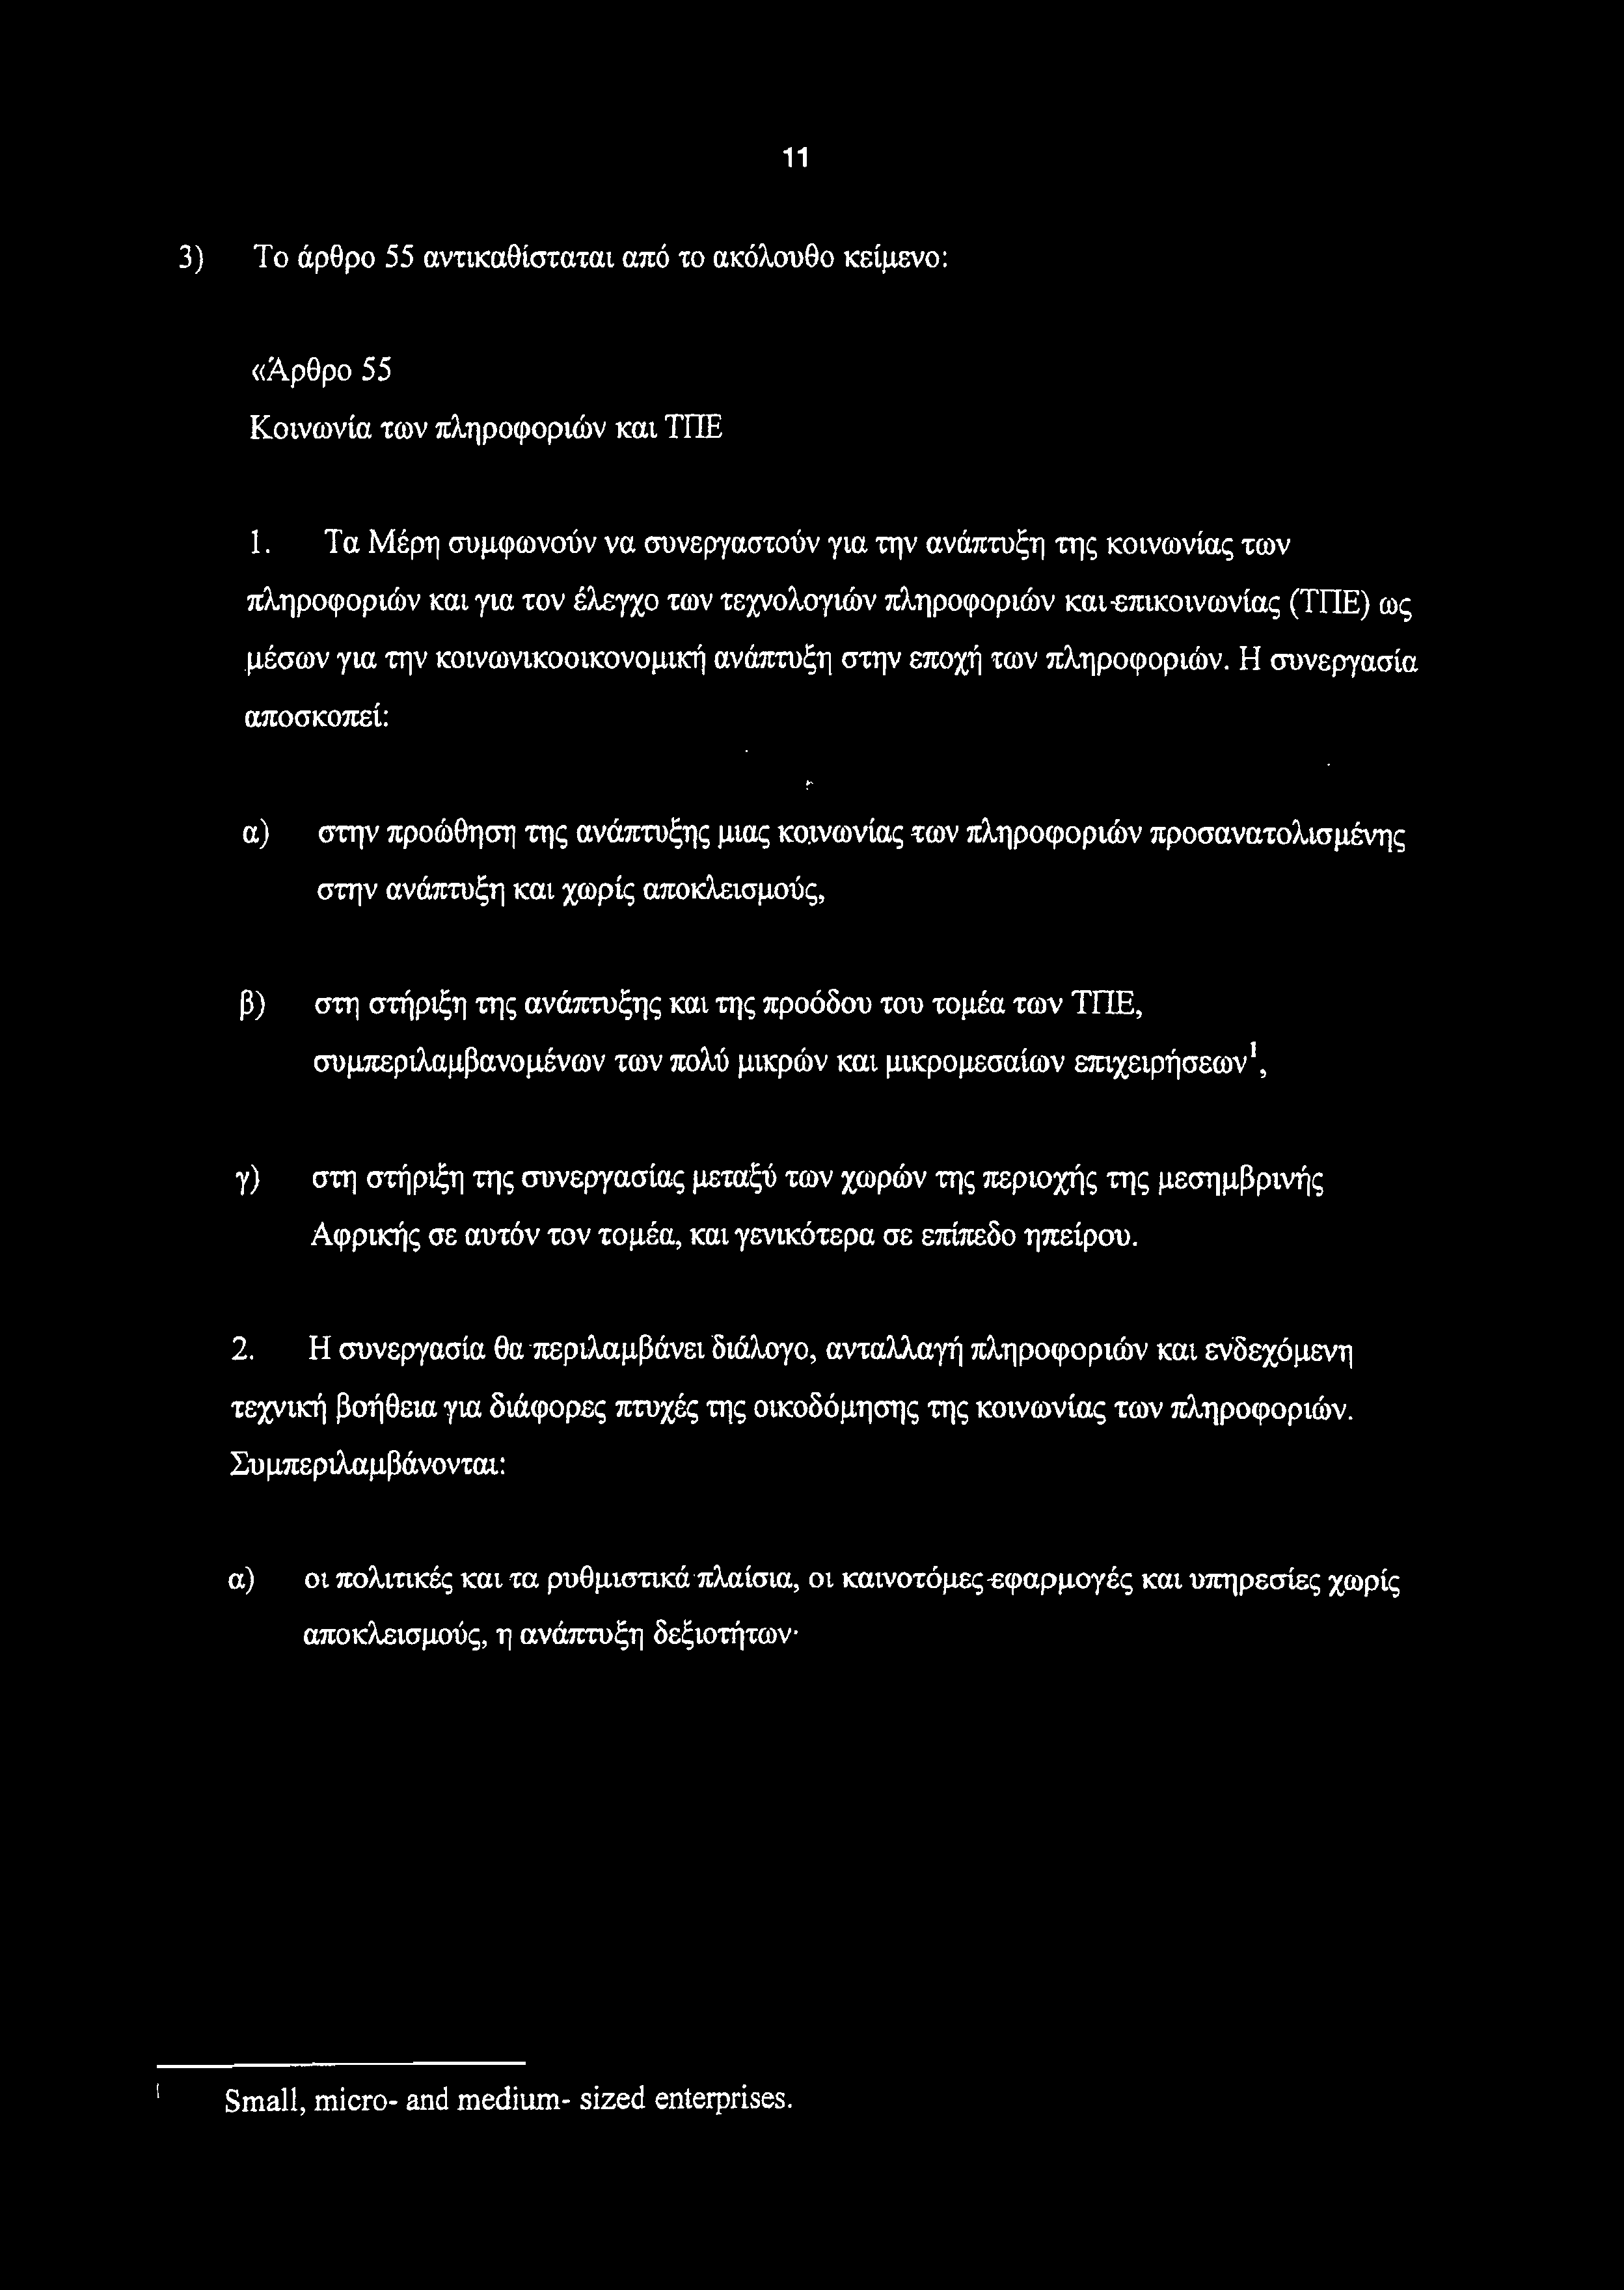 11
3) Το άρθρο 55 αντικαθίσταται από το ακόλουθο κείμενο:
«Άρθρο 55
Κοινωνία των πληροφοριών και ΤΠΕ
1. Τα Μέρη συμφωνούν να συνεργαστούν για την ανάπτυξη της κοινωνίας των
πληροφοριών και για τον έλεγχο των τεχνολογιών πληροφοριών και επικοινωνίας (ΤΠΕ) ως
μέσων για την κοινωνικοοικονομική ανάπτυξη στην εποχή των πληροφοριών. Η συνεργασία
αποσκοπεί:
α) στην προώθηση της ανάπτυξης μιας κοινωνίας των πληροφοριών προσανατολισμένης
στην ανάπτυξη και χωρίς αποκλεισμούς,
β) στη στήριξη της ανάπτυξης και της προόδου του τομέα των ΤΠΕ,
συμπεριλαμβανομένων των πολύ μικρών και μικρομεσαίων επιχειρήσεων¹,
γ) στη στήριξη της συνεργασίας μεταξύ των χωρών της περιοχής της μεσημβρινής
Αφρικής σε αυτόν τον τομέα, και γενικότερα σε επίπεδο ηπείρου.
2. Η συνεργασία θα περιλαμβάνει διάλογο, ανταλλαγή πληροφοριών και ενδεχόμενη
τεχνική βοήθεια για διάφορες πτυχές της οικοδόμησης της κοινωνίας των πληροφοριών.
Συμπεριλαμβάνονται:
α) οι πολιτικές και τα ρυθμιστικά πλαίσια, οι καινοτόμες εφαρμογές και υπηρεσίες χωρίς
αποκλεισμούς, η ανάπτυξη δεξιοτήτων·
¹ Small, micro- and medium- sized enterprises.